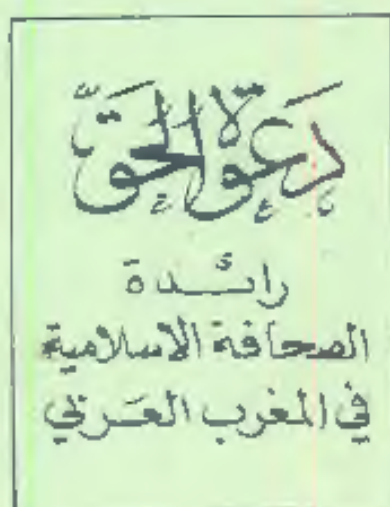 دعوة الحق
رائدة
الصحافة الاسلامية
في المغرب العربي